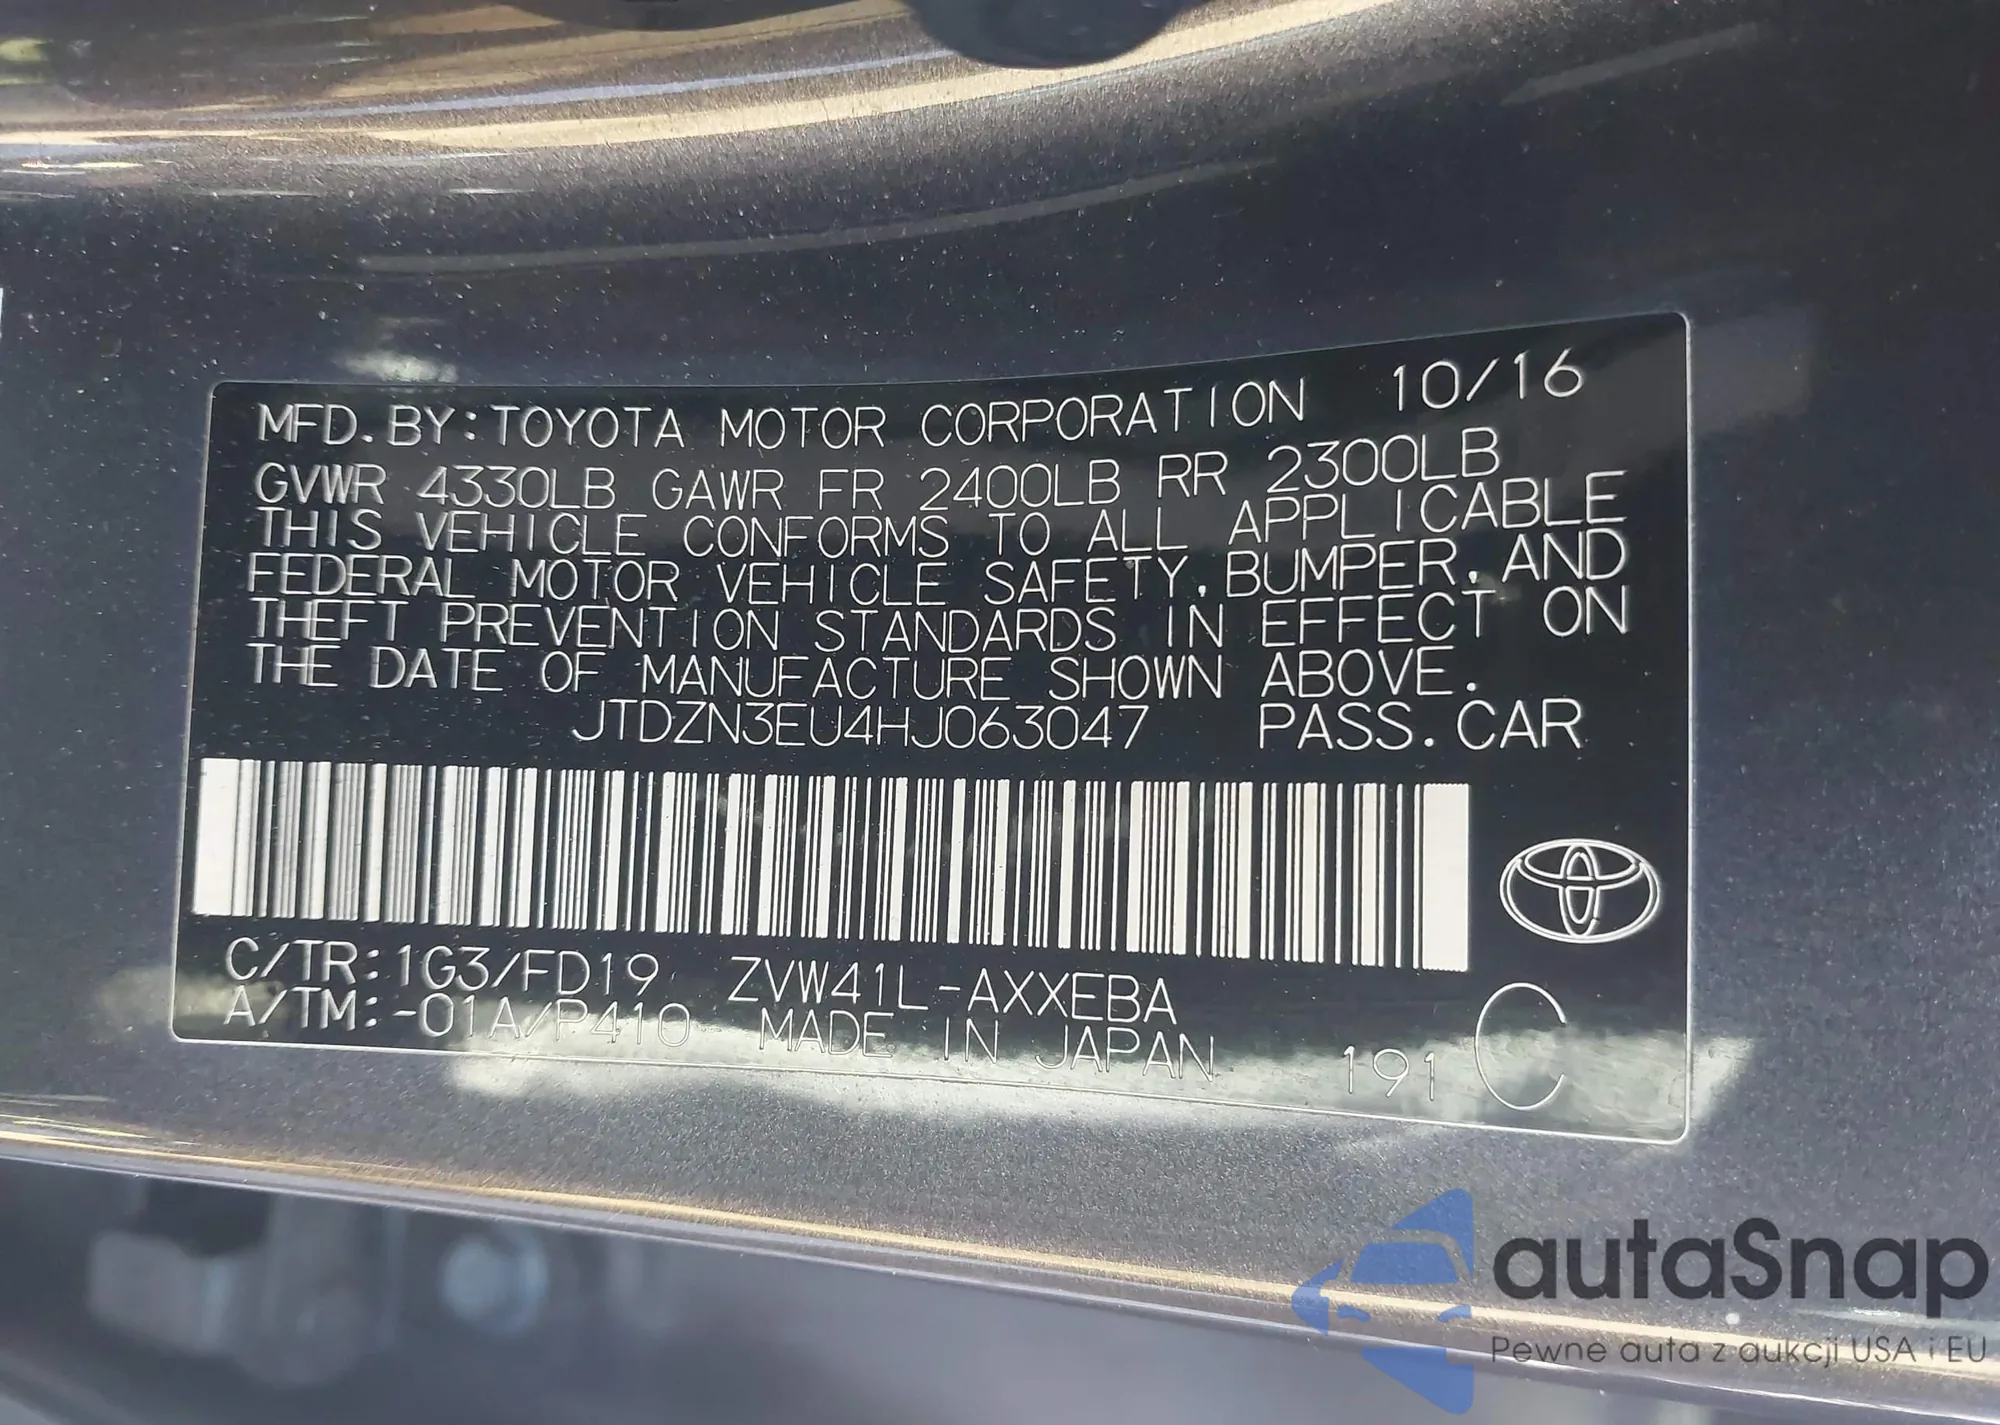 MFD. BY: TOYOTA MOTOR CORPORATION 10/16
GVWR 4330LB GAWR FR 2400LB RR 2300LB
THIS VEHICLE CONFORMS TO ALL APPLICABLE
FEDERAL MOTOR VEHICLE SAFETY, BUMPER, AND
THEFT PREVENTION STANDARDS IN EFFECT ON
THE DATE OF MANUFACTURE SHOWN ABOVE.
JTDZN3EU4HJ063047 PASS. CAR
C/TR: 1G3/FD19 ZVW41L-AXXEBA
A/TM: -01A/P410 MADE IN JAPAN 191 C
autaSnap
Pewne auta z aukcji USA i EU